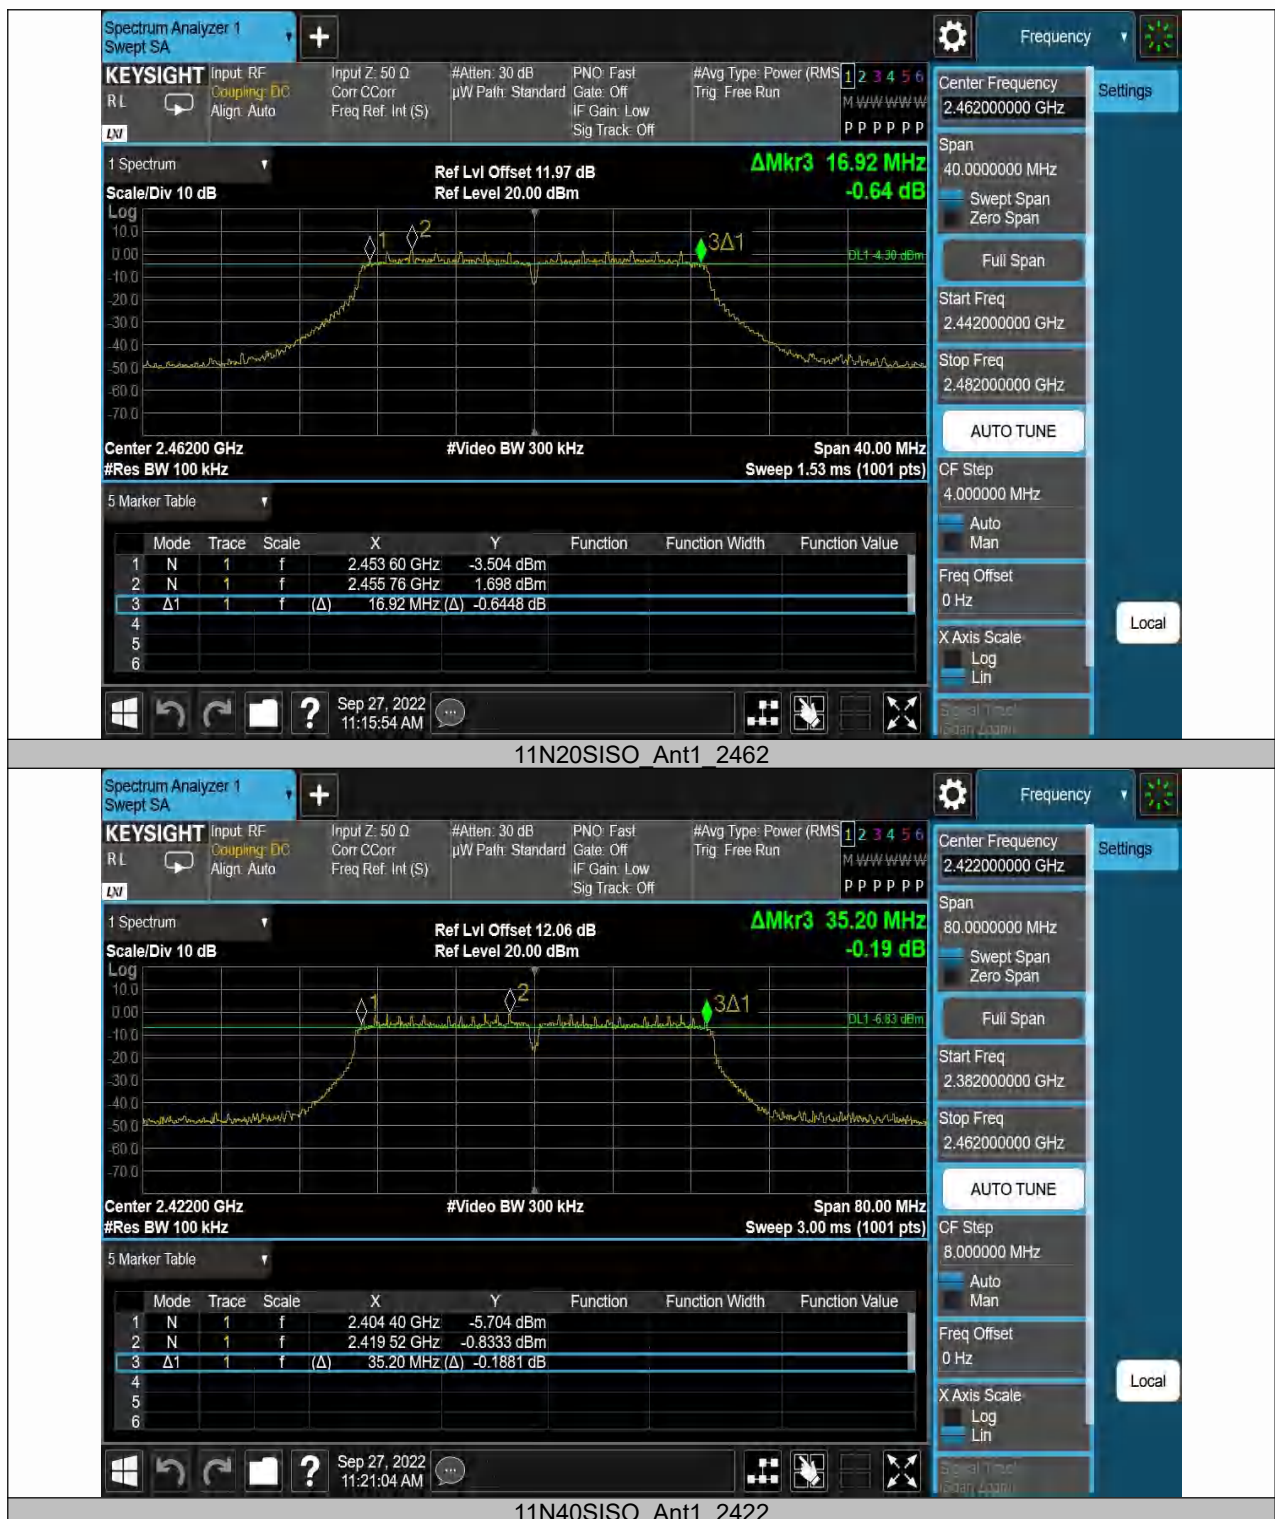 Spectrum Analyzer 1
Swept SA
Frequency
KEYSIGHT
R L
LXI
Input: RF
Coupling: DC
Align: Auto
Input Z: 50 Ω
Corr CCorr
Freq Ref: Int (S)
#Atten: 30 dB
µW Path: Standard
PNO: Fast
Gate: Off
IF Gain: Low
Sig Track: Off
#Avg Type: Power (RMS
Trig: Free Run
1 2 3 4 5 6
M W W W W W
P P P P P P
Center Frequency
2.462000000 GHz
Settings
1 Spectrum
Scale/Div 10 dB
Log
Ref Lvl Offset 11.97 dB
Ref Level 20.00 dBm
ΔMkr3 16.92 MHz
-0.64 dB
10.0
0.00
-10.0
-20.0
-30.0
-40.0
-50.0
-60.0
-70.0
1
2
3Δ1
DL1 -4.30 dBm
Center 2.46200 GHz
#Res BW 100 kHz
#Video BW 300 kHz
Span 40.00 MHz
Sweep 1.53 ms (1001 pts)
Span
40.0000000 MHz
Swept Span
Zero Span
Full Span
Start Freq
2.442000000 GHz
Stop Freq
2.482000000 GHz
AUTO TUNE
CF Step
4.000000 MHz
Auto
Man
Freq Offset
0 Hz
X Axis Scale
Log
Lin
Local
5 Marker Table
Mode Trace Scale X Y Function Function Width Function Value
1 N 1 f 2.453 60 GHz -3.504 dBm
2 N 1 f 2.455 76 GHz 1.698 dBm
3 Δ1 1 f (Δ) 16.92 MHz (Δ) -0.6448 dB
4
5
6
?
Sep 27, 2022
11:15:54 AM
11N20SISO_Ant1_2462
Spectrum Analyzer 1
Swept SA
Frequency
KEYSIGHT
R L
LXI
Input: RF
Coupling: DC
Align: Auto
Input Z: 50 Ω
Corr CCorr
Freq Ref: Int (S)
#Atten: 30 dB
µW Path: Standard
PNO: Fast
Gate: Off
IF Gain: Low
Sig Track: Off
#Avg Type: Power (RMS
Trig: Free Run
1 2 3 4 5 6
M W W W W W
P P P P P P
Center Frequency
2.422000000 GHz
Settings
1 Spectrum
Scale/Div 10 dB
Log
Ref Lvl Offset 12.06 dB
Ref Level 20.00 dBm
ΔMkr3 35.20 MHz
-0.19 dB
10.0
0.00
-10.0
-20.0
-30.0
-40.0
-50.0
-60.0
-70.0
1
2
3Δ1
DL1 -6.83 dBm
Center 2.42200 GHz
#Res BW 100 kHz
#Video BW 300 kHz
Span 80.00 MHz
Sweep 3.00 ms (1001 pts)
Span
80.0000000 MHz
Swept Span
Zero Span
Full Span
Start Freq
2.382000000 GHz
Stop Freq
2.462000000 GHz
AUTO TUNE
CF Step
8.000000 MHz
Auto
Man
Freq Offset
0 Hz
X Axis Scale
Log
Lin
Local
5 Marker Table
Mode Trace Scale X Y Function Function Width Function Value
1 N 1 f 2.404 40 GHz -5.704 dBm
2 N 1 f 2.419 52 GHz -0.8333 dBm
3 Δ1 1 f (Δ) 35.20 MHz (Δ) -0.1881 dB
4
5
6
?
Sep 27, 2022
11:21:04 AM
11N40SISO_Ant1_2422